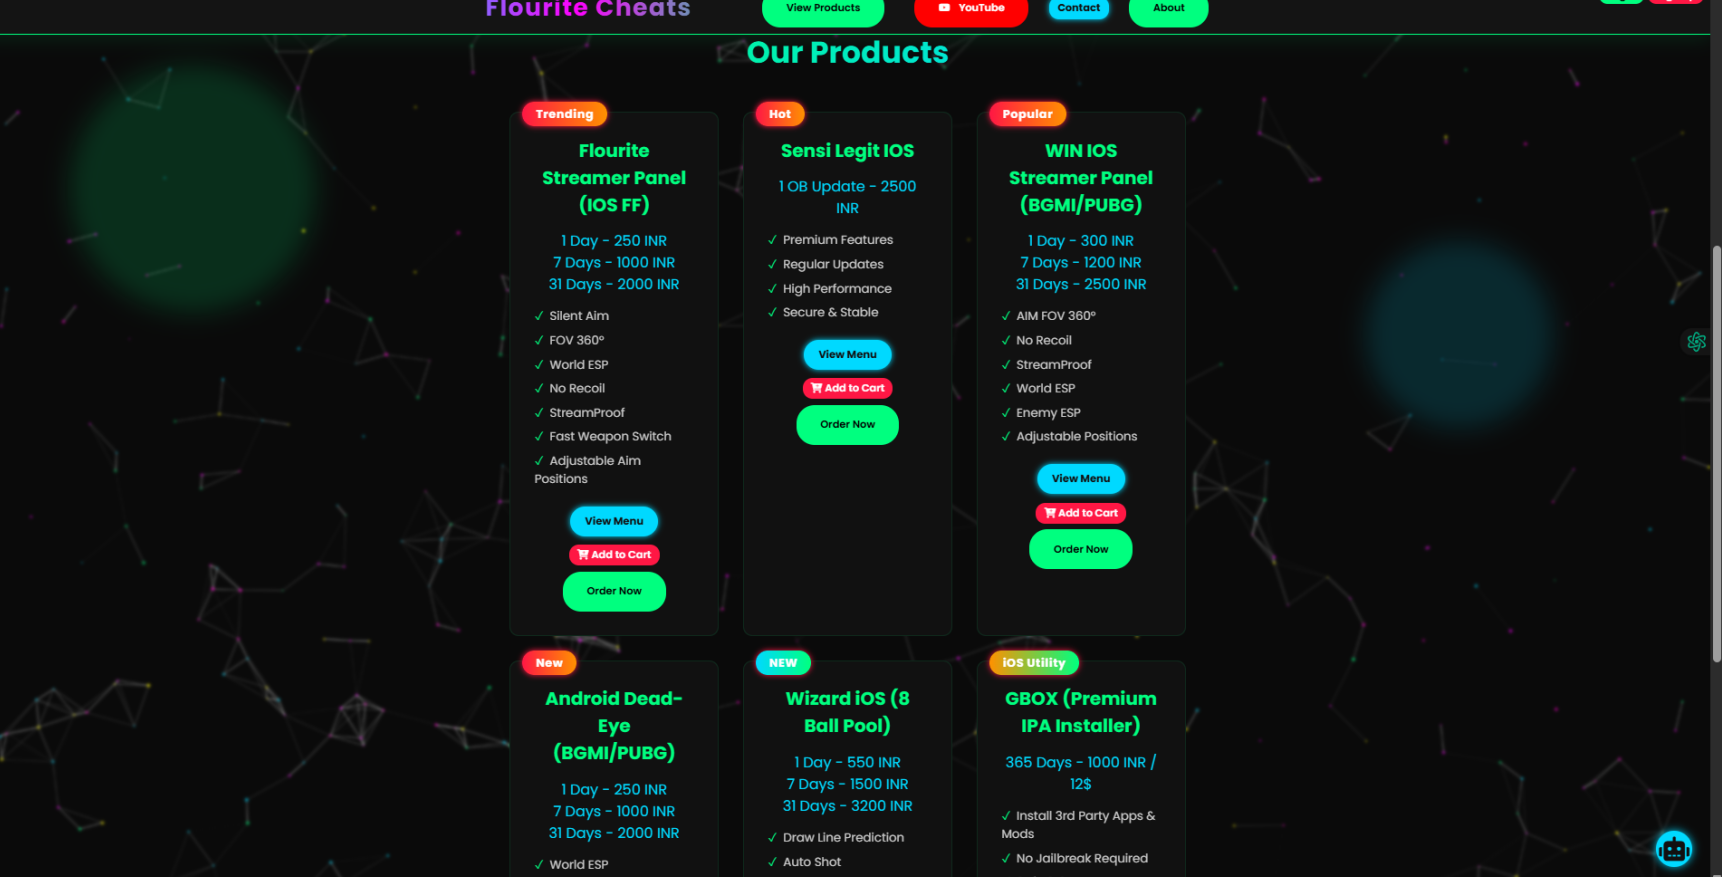 Flourite Cheats
View Products
YouTube
Contact
About
Our Products
Trending
Flourite
Streamer Panel
(IOS FF)
1 Day - 250 INR
7 Days - 1000 INR
31 Days - 2000 INR
✓ Silent Aim
✓ FOV 360°
✓ World ESP
✓ No Recoil
✓ StreamProof
✓ Fast Weapon Switch
✓ Adjustable Aim
Positions
View Menu
Add to Cart
Order Now
Hot
Sensi Legit IOS
1 OB Update - 2500
INR
✓ Premium Features
✓ Regular Updates
✓ High Performance
✓ Secure & Stable
View Menu
Add to Cart
Order Now
Popular
WIN IOS
Streamer Panel
(BGMI/PUBG)
1 Day - 300 INR
7 Days - 1200 INR
31 Days - 2500 INR
✓ AIM FOV 360°
✓ No Recoil
✓ StreamProof
✓ World ESP
✓ Enemy ESP
✓ Adjustable Positions
View Menu
Add to Cart
Order Now
New
Android Dead-
Eye
(BGMI/PUBG)
1 Day - 250 INR
7 Days - 1000 INR
31 Days - 2000 INR
✓ World ESP
NEW
Wizard iOS (8
Ball Pool)
1 Day - 550 INR
7 Days - 1500 INR
31 Days - 3200 INR
✓ Draw Line Prediction
✓ Auto Shot
iOS Utility
GBOX (Premium
IPA Installer)
365 Days - 1000 INR /
12$
✓ Install 3rd Party Apps &
Mods
✓ No Jailbreak Required